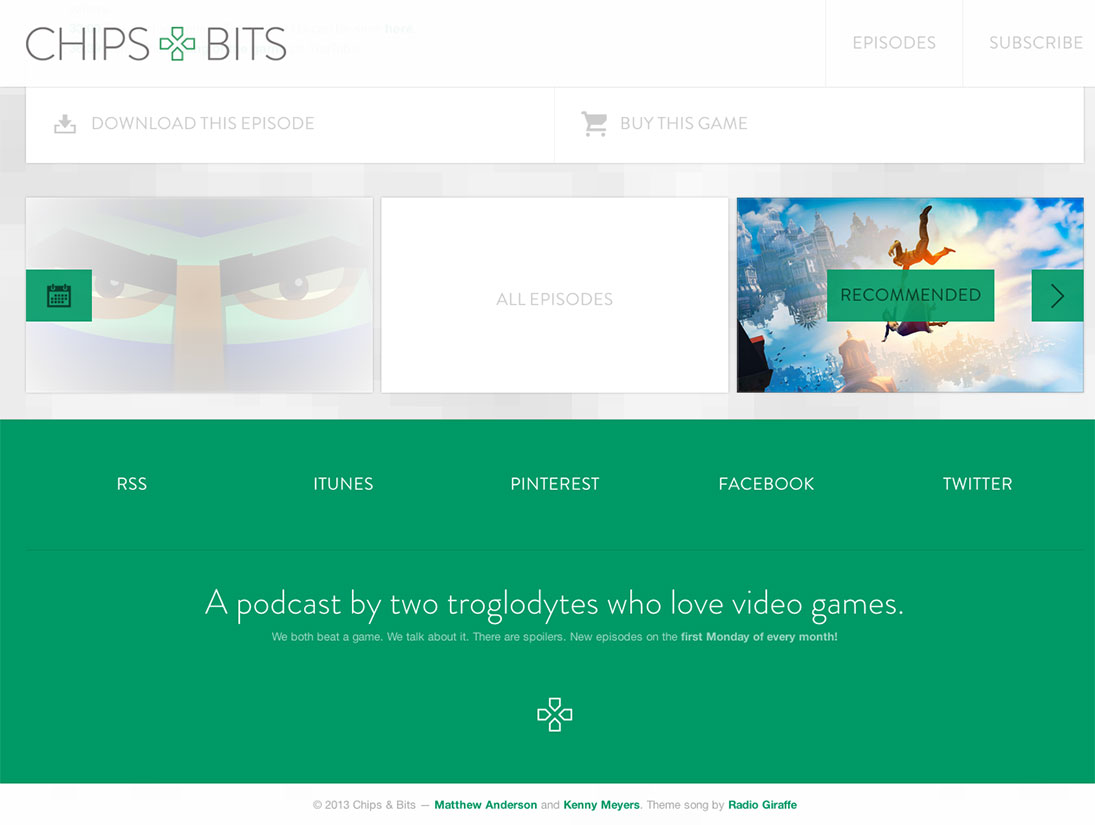 here
CHIPS BITS
EPISODES
SUBSCRIBE
DOWNLOAD THIS EPISODE
BUY THIS GAME
ALL EPISODES
RECOMMENDED
RSS
ITUNES
PINTEREST
FACEBOOK
TWITTER
A podcast by two troglodytes who love video games.
We both beat a game. We talk about it. There are spoilers. New episodes on the first Monday of every month!
© 2013 Chips & Bits — Matthew Anderson and Kenny Meyers. Theme song by Radio Giraffe